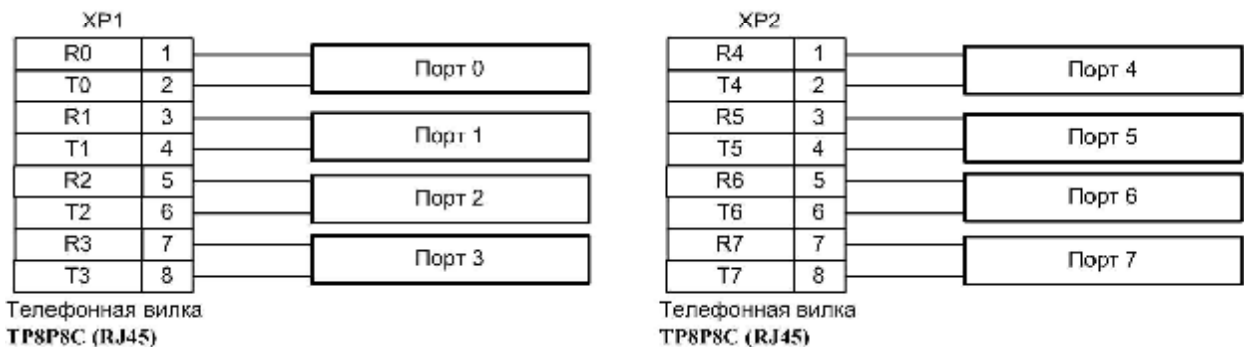 XP1
R0 1
T0 2
R1 3
T1 4
R2 5
T2 6
R3 7
T3 8
Порт 0
Порт 1
Порт 2
Порт 3
Телефонная вилка
TP8P8C (RJ45)
XP2
R4 1
T4 2
R5 3
T5 4
R6 5
T6 6
R7 7
T7 8
Порт 4
Порт 5
Порт 6
Порт 7
Телефонная вилка
TP8P8C (RJ45)